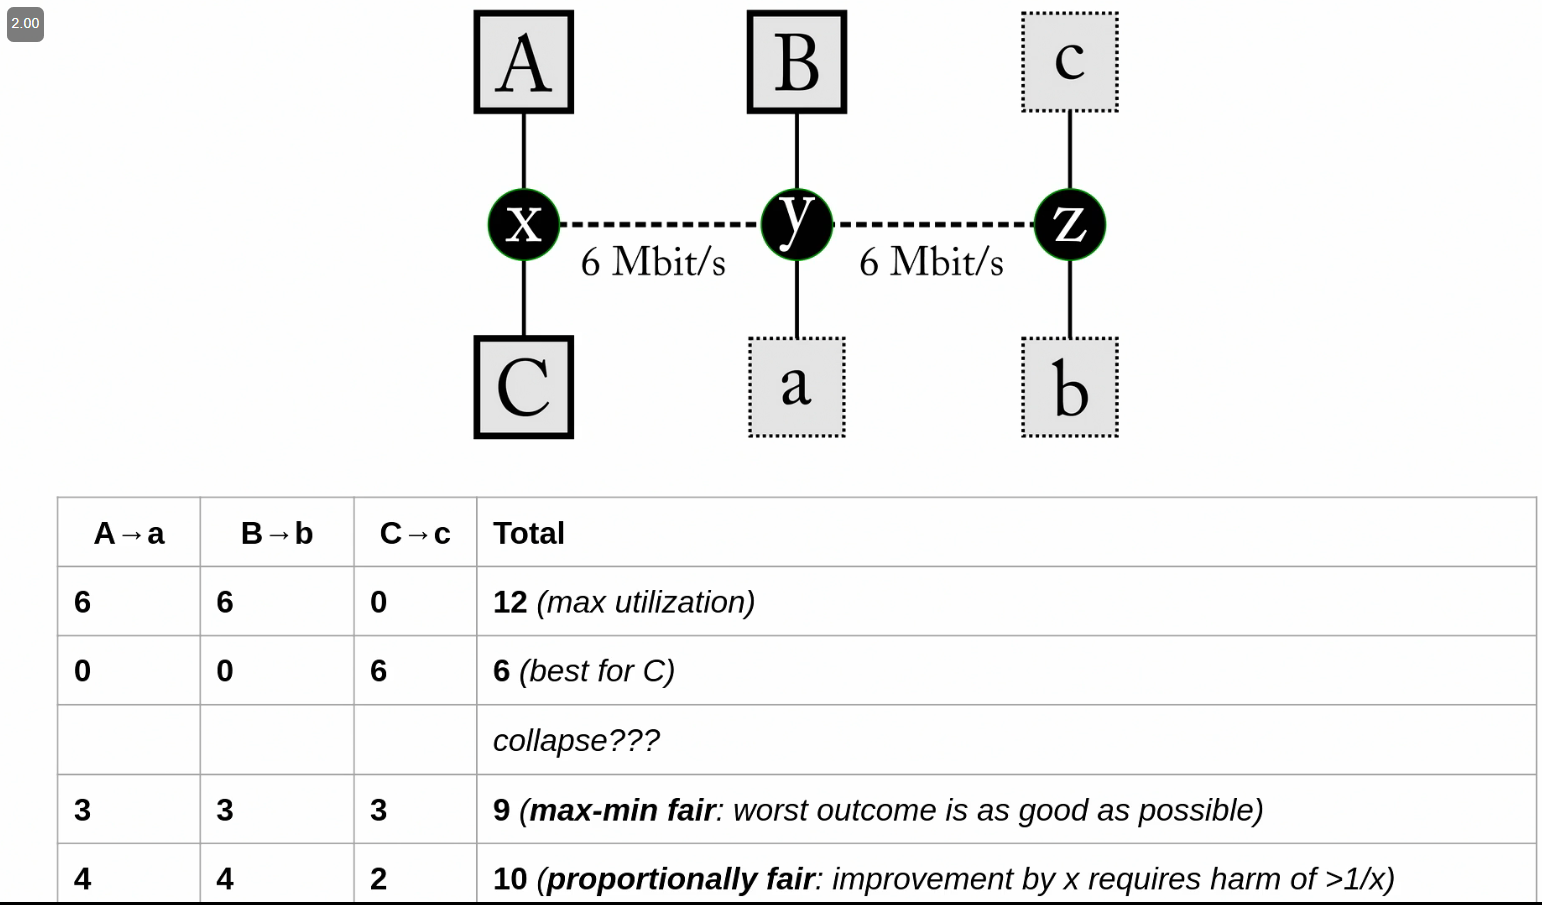 2.00
A B c
x y z
6 Mbit/s 6 Mbit/s
C a b
A→a B→b C→c Total
6 6 0 12 (max utilization)
0 0 6 6 (best for C)
collapse???
3 3 3 9 (max-min fair: worst outcome is as good as possible)
4 4 2 10 (proportionally fair: improvement by x requires harm of >1/x)